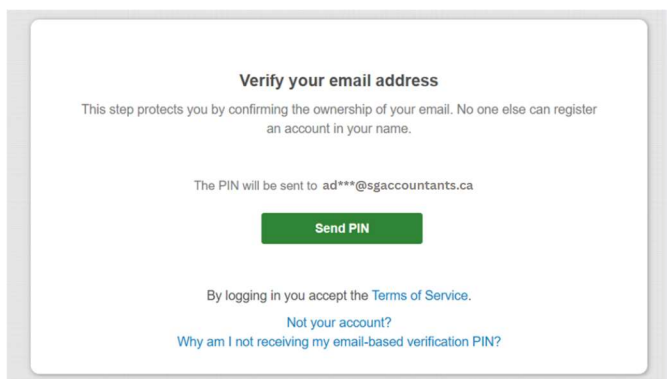 Verify your email address
This step protects you by confirming the ownership of your email. No one else can register
an account in your name.
The PIN will be sent to ad***@sgaccountants.ca
Send PIN
By logging in you accept the Terms of Service.
Not your account?
Why am I not receiving my email-based verification PIN?